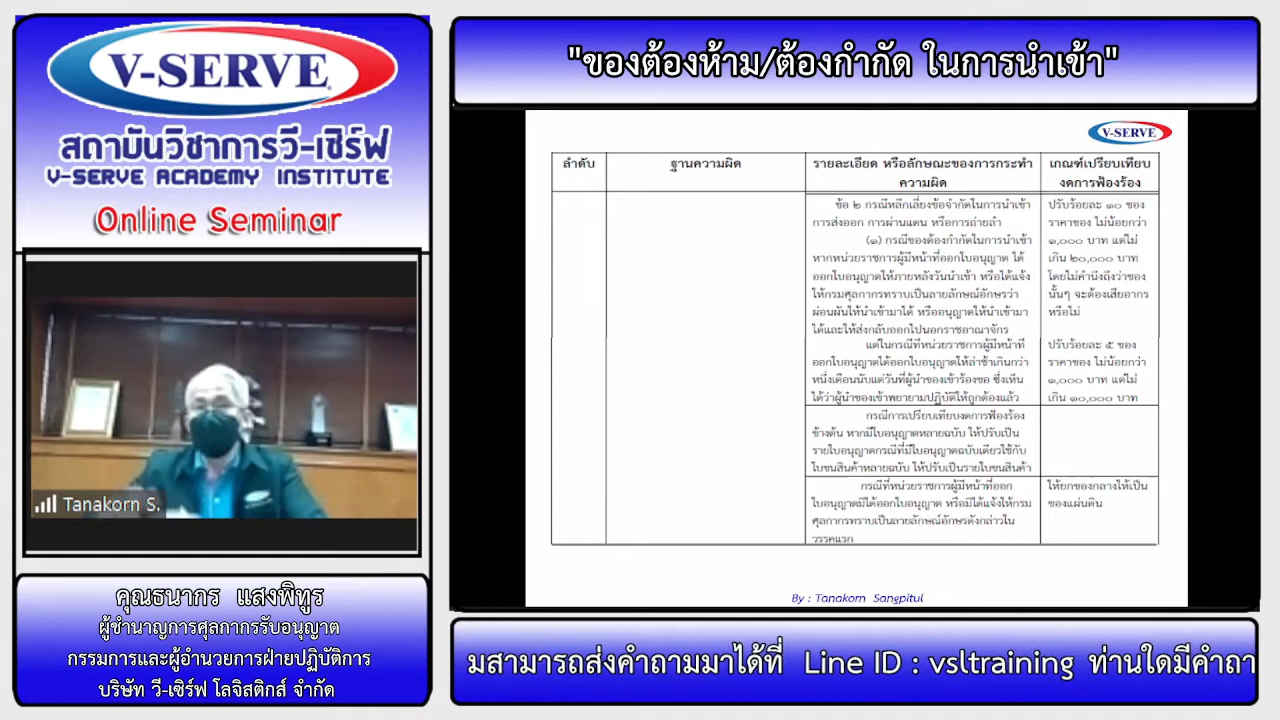 V-SERVE
สถาบันวิชาการวี-เซิร์ฟ
V-SERVE ACADEMY INSTITUTE
Online Seminar
Tanakorn S.
คุณธนากร แสงพิทูร
ผู้ชำนาญการศุลกากรรับอนุญาต
กรรมการและผู้อำนวยการฝ่ายปฏิบัติการ
บริษัท วี-เซิร์ฟ โลจิสติกส์ จำกัด
"ของต้องห้าม/ต้องกำกัด ในการนำเข้า"
V-SERVE
ลำดับ
ฐานความผิด
รายละเอียด หรือลักษณะของการกระทำ
ความผิด
เกณฑ์เปรียบเทียบ
งดการฟ้องร้อง
ข้อ ๒ กรณีหลีกเลี่ยงข้อจำกัดในการนำเข้า
การส่งออก การผ่านแดน หรือการถ่ายลำ
(๑) กรณีของต้องกำกัดในการนำเข้า
หากหน่วยราชการผู้มีหน้าที่ออกใบอนุญาต ได้
ออกใบอนุญาตให้ภายหลังวันนำเข้า หรือได้แจ้ง
ให้กรมศุลกากรทราบเป็นลายลักษณ์อักษรว่า
ผ่อนผันให้นำเข้ามาได้ หรืออนุญาตให้นำเข้ามา
ได้และให้ส่งกลับออกไปนอกราชอาณาจักร
ปรับร้อยละ ๑๐ ของ
ราคาของ ไม่น้อยกว่า
๑,๐๐๐ บาท แต่ไม่
เกิน ๒๐,๐๐๐ บาท
โดยไม่คำนึงถึงว่าของ
นั้นๆ จะต้องเสียอากร
หรือไม่
แต่ในกรณีที่หน่วยราชการผู้มีหน้าที่
ออกใบอนุญาตได้ออกใบอนุญาตให้ล่าช้าเกินกว่า
หนึ่งเดือนนับแต่วันที่ผู้นำของเข้าร้องขอ ซึ่งเห็น
ได้ว่าผู้นำของเข้าพยายามปฏิบัติให้ถูกต้องแล้ว
ปรับร้อยละ ๕ ของ
ราคาของ ไม่น้อยกว่า
๑,๐๐๐ บาท แต่ไม่
เกิน ๑๐,๐๐๐ บาท
กรณีการเปรียบเทียบงดการฟ้องร้อง
ข้างต้น หากมีใบอนุญาตหลายฉบับ ให้ปรับเป็น
รายใบอนุญาตกรณีที่มีใบอนุญาตฉบับเดียวใช้กับ
ใบขนสินค้าหลายฉบับ ให้ปรับเป็นรายใบขนสินค้า
กรณีที่หน่วยราชการผู้มีหน้าที่ออก
ใบอนุญาตมิได้ออกใบอนุญาต หรือมิได้แจ้งให้กรม
ศุลกากรทราบเป็นลายลักษณ์อักษรดังกล่าวใน
วรรคแรก
ให้ยกของกลางให้เป็น
ของแผ่นดิน
By : Tanakorn Sangpitul
มสามารถส่งคำถามมาได้ที่ Line ID : vsltraining ท่านใดมีคำถา